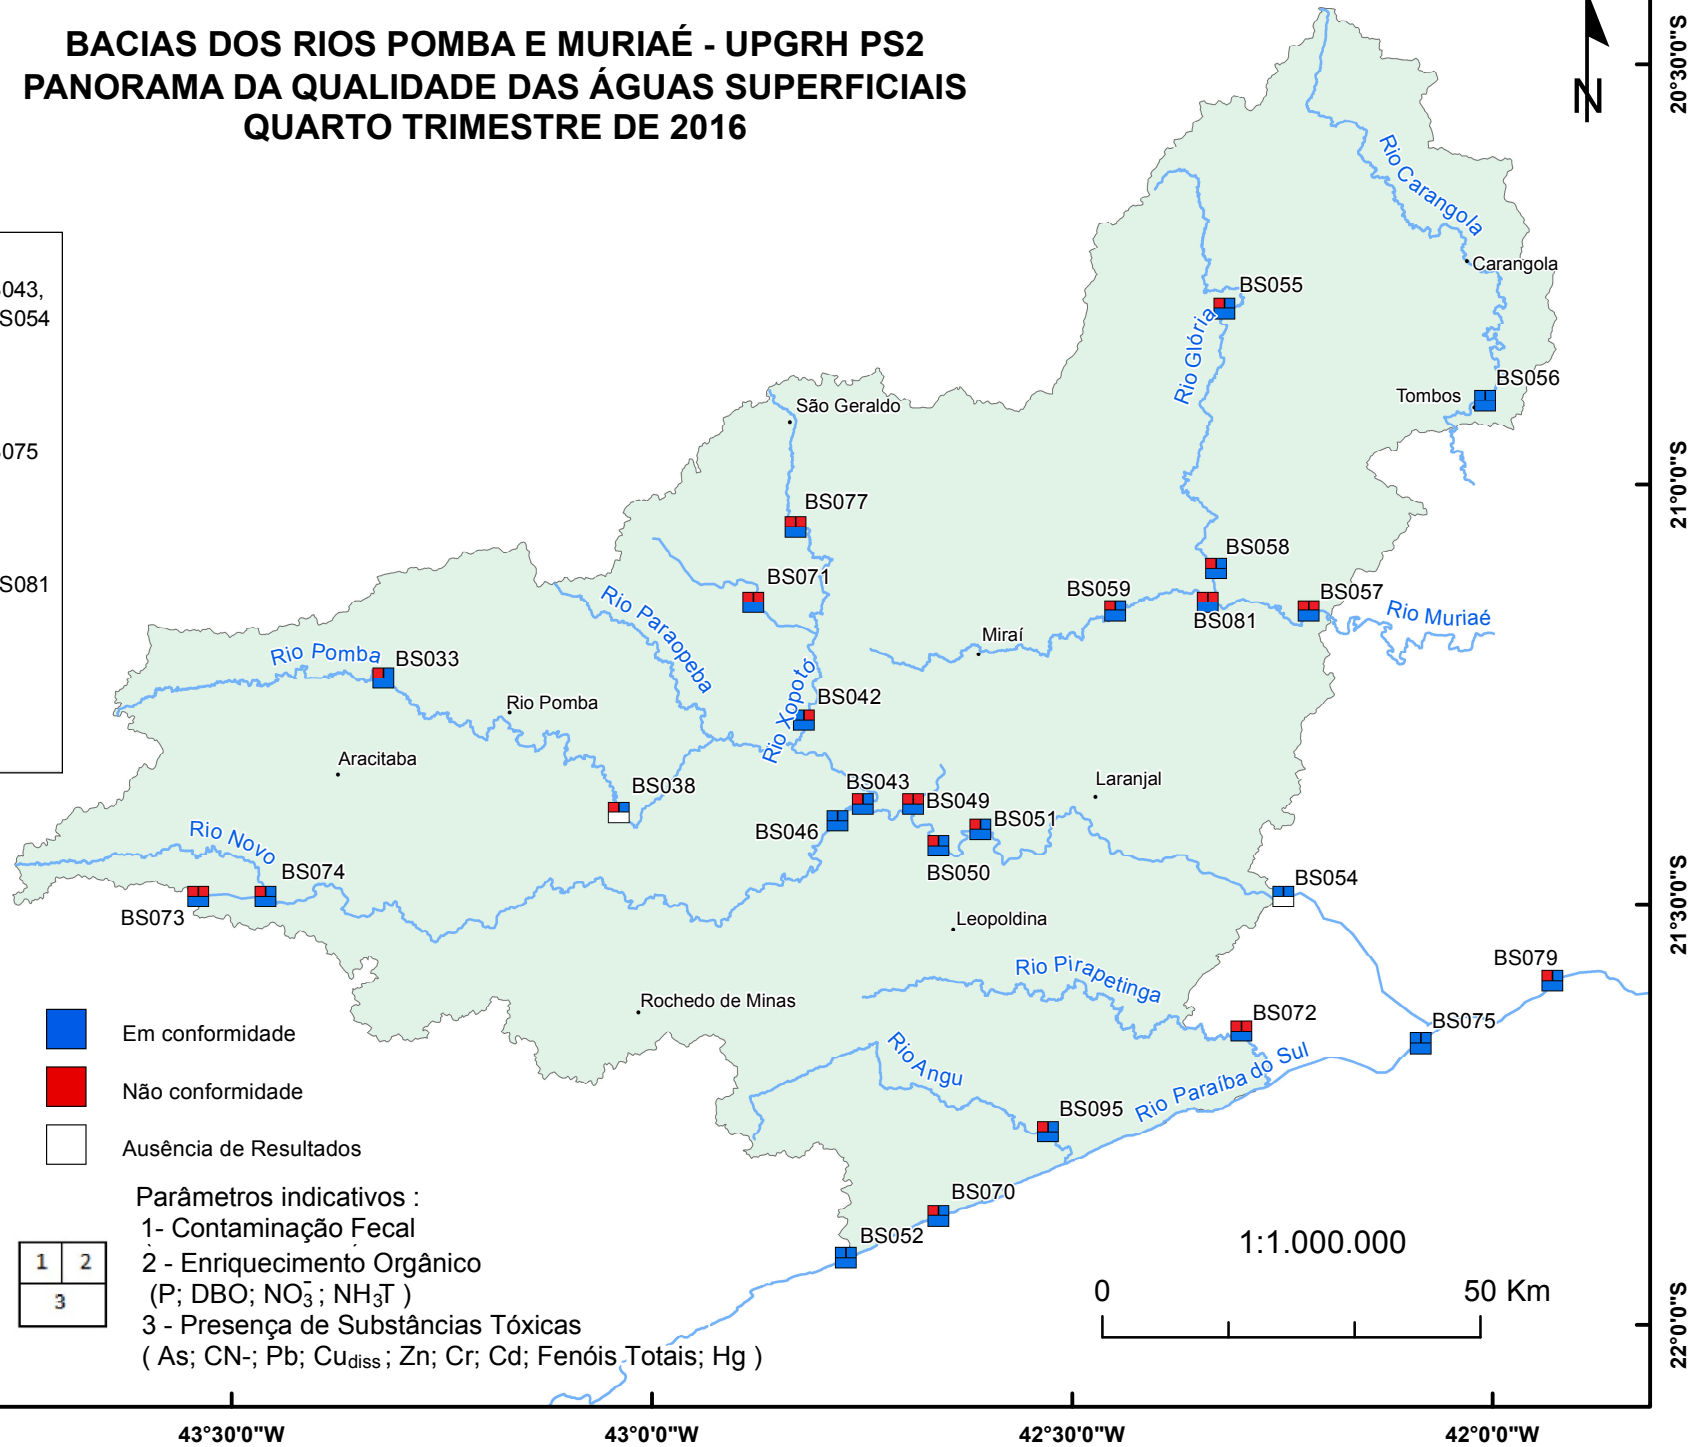 BACIAS DOS RIOS POMBA E MURIAÉ - UPGRH PS2
PANORAMA DA QUALIDADE DAS ÁGUAS SUPERFICIAIS
QUARTO TRIMESTRE DE 2016
N
20°30'0"S
21°0'0"S
21°30'0"S
22°0'0"S
043,
S054
075
S081
Rio Carangola
Carangola
BS055
Rio Glória
BS056
Tombos
São Geraldo
BS077
BS058
BS071
BS059
BS057
Rio Muriaé
BS081
Rio Paraopeba
Miraí
Rio Pomba
BS033
Rio Xopotó
BS042
Rio Pomba
Aracitaba
BS038
BS043
Laranjal
BS049
BS046
BS051
Rio Novo
BS050
BS074
BS054
BS073
Leopoldina
BS079
Rio Pirapetinga
Rochedo de Minas
BS072
BS075
Rio Angu
Rio Paraíba do Sul
BS095
BS070
BS052
Em conformidade
Não conformidade
Ausência de Resultados
Parâmetros indicativos :
1- Contaminação Fecal
2 - Enriquecimento Orgânico
(P; DBO; NO3-; NH3T )
3 - Presença de Substâncias Tóxicas
( As; CN-; Pb; Cudiss ; Zn; Cr; Cd; Fenóis Totais; Hg )
1 2
3
1:1.000.000
0 50 Km
43°30'0"W 43°0'0"W 42°30'0"W 42°0'0"W